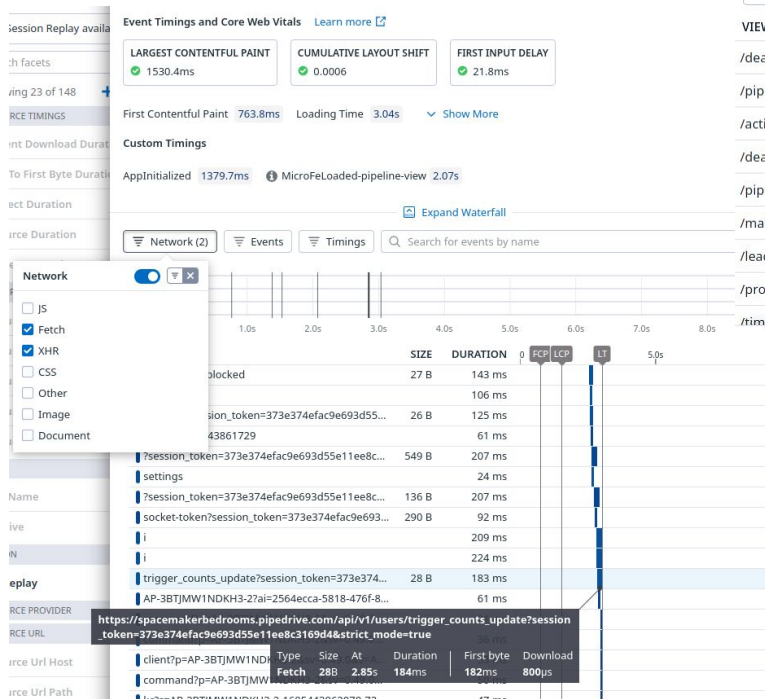 Session Replay availa
ch facets
ving 23 of 148
RCE TIMINGS
ent Download Durat
To First Byte Durati
ect Duration
urce Duration
Name
ive
ON
eplay
RCE PROVIDER
RCE URL
urce Url Host
urce Url Path
Event Timings and Core Web Vitals Learn more
LARGEST CONTENTFUL PAINT
1530.4ms
CUMULATIVE LAYOUT SHIFT
0.0006
FIRST INPUT DELAY
21.8ms
First Contentful Paint 763.8ms Loading Time 3.04s Show More
Custom Timings
AppInitialized 1379.7ms MicroFeLoaded-pipeline-view 2.07s
Expand Waterfall
Network (2) Events Timings Search for events by name
Network
JS
Fetch
XHR
CSS
Other
Image
Document
1.0s 2.0s 3.0s 4.0s 5.0s 6.0s 7.0s 8.0s
SIZE DURATION 0 FCP LCP LT 5.0s
blocked 27 B 143 ms
106 ms
sion_token=373e374efac9e693d55... 26 B 125 ms
43861729 61 ms
?session_token=373e374efac9e693d55e11ee8c... 549 B 207 ms
settings 24 ms
?session_token=373e374efac9e693d55e11ee8c... 136 B 207 ms
socket-token?session_token=373e374efac9e693... 290 B 92 ms
i 209 ms
i 224 ms
trigger_counts_update?session_token=373e374... 28 B 183 ms
AP-3BTJMW1NDKH3-2?ai=2564ecca-5818-476f-8... 61 ms
https://spacemakerbedrooms.pipedrive.com/api/v1/users/trigger_counts_update?session
_token=373e374efac9e693d55e11ee8c3169d48&strict_mode=true
Type Size At Duration First byte Download
Fetch 28B 2.85s 184ms 182ms 800μs
client?p=AP-3BTJMW1NDK
command?p=AP-3BTJMW1
VIEW
/dea
/pip
/acti
/dea
/pip
/ma
/lead
/pro
/tim